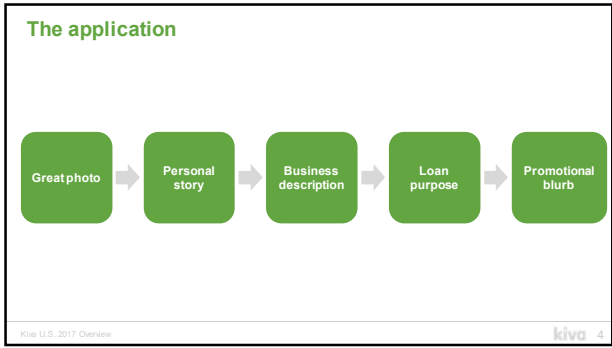 The application
Great photo
Personal
story
Business
description
Loan
purpose
Promotional
blurb
Kiva U.S. 2017 Overview
kiva 4